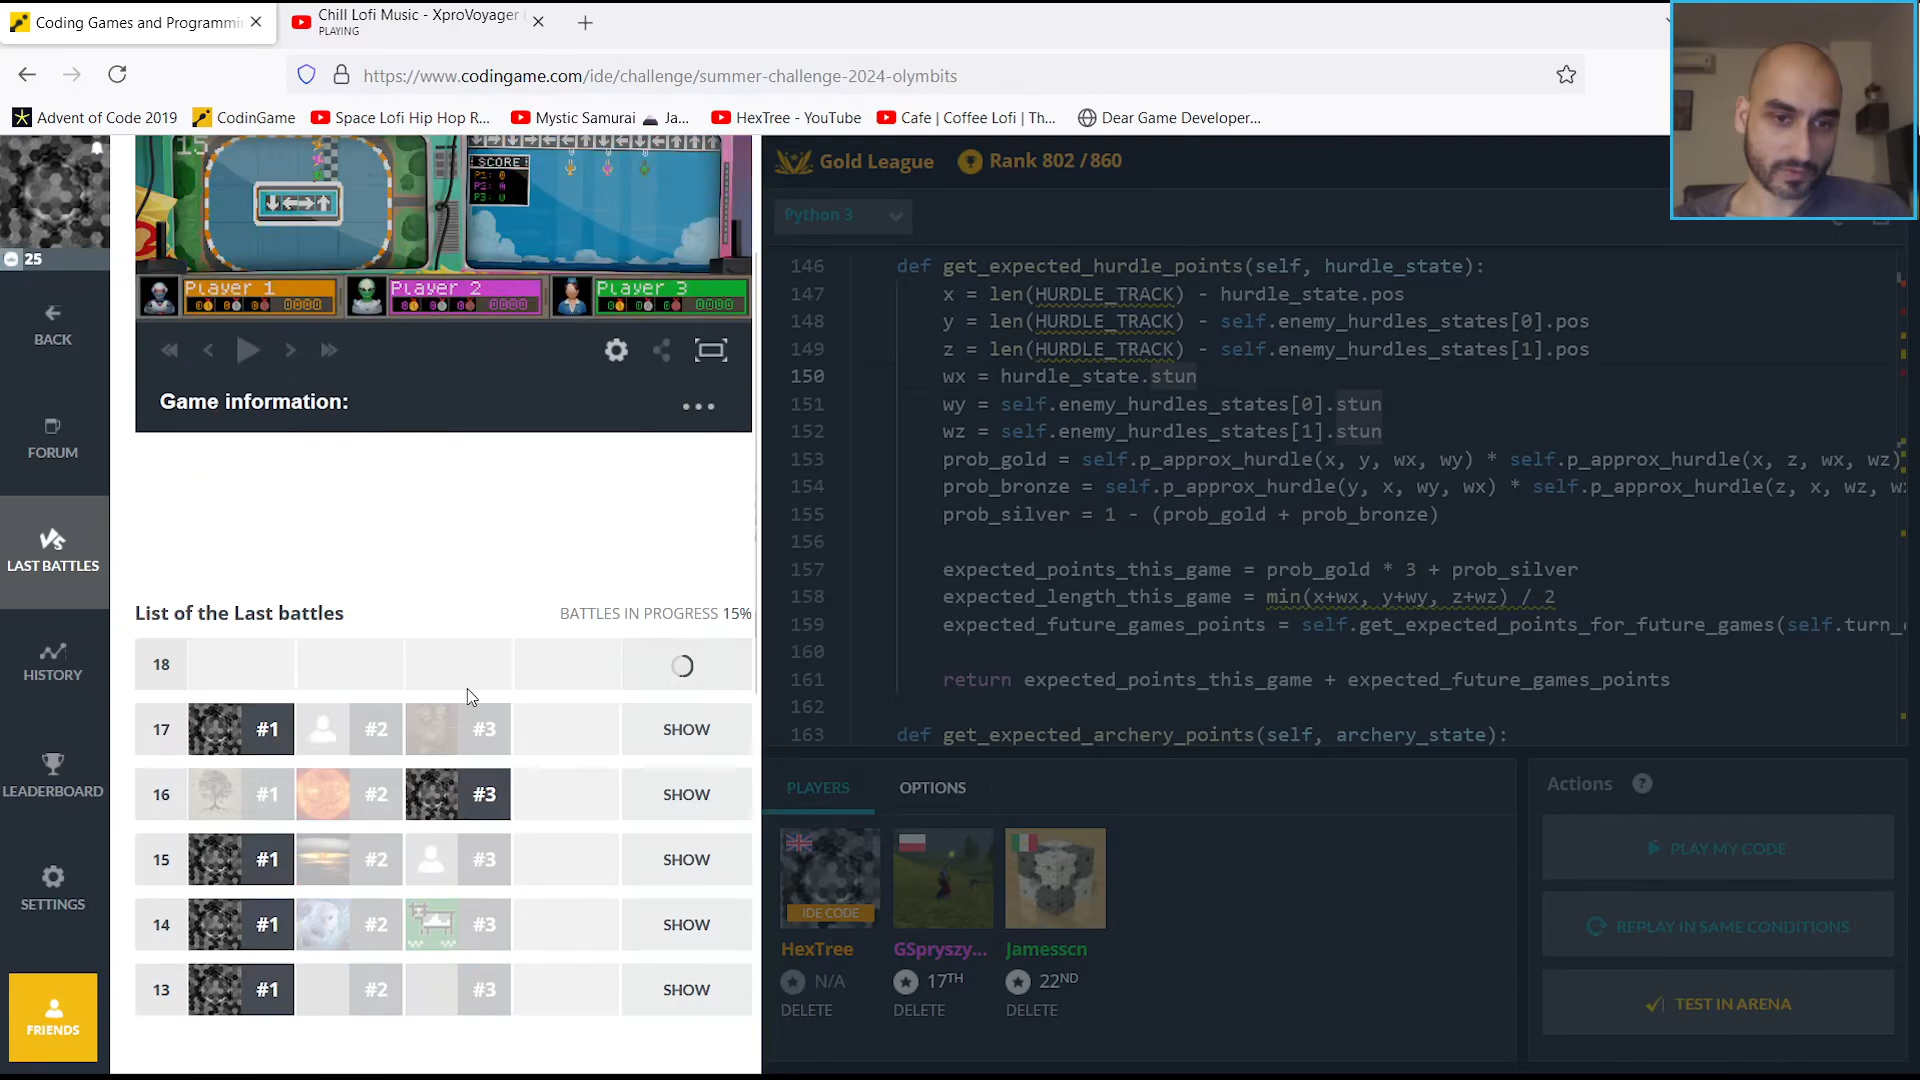 Coding Games and Programmi
Chill Lofi Music - XproVoyager
PLAYING
https://www.codingame.com/ide/challenge/summer-challenge-2024-olymbits
Advent of Code 2019
CodinGame
Space Lofi Hip Hop R...
Mystic Samurai 🗻 Ja...
HexTree - YouTube
Cafe | Coffee Lofi | Th...
Dear Game Developer...
15
SCORE
P1: 0
P2: 0
P3: 0
Player 1
Player 2
Player 3
0000
0000
0000
25
BACK
FORUM
LAST BATTLES
HISTORY
LEADERBOARD
SETTINGS
FRIENDS
Game information:
List of the Last battles
BATTLES IN PROGRESS 15%
18
17 #1 #2 #3 SHOW
16 #1 #2 #3 SHOW
15 #1 #2 #3 SHOW
14 #1 #2 #3 SHOW
13 #1 #2 #3 SHOW
Gold League
Rank 802 / 860
Python 3
146 def get_expected_hurdle_points(self, hurdle_state):
147 x = len(HURDLE_TRACK) - hurdle_state.pos
148 y = len(HURDLE_TRACK) - self.enemy_hurdles_states[0].pos
149 z = len(HURDLE_TRACK) - self.enemy_hurdles_states[1].pos
150 wx = hurdle_state.stun
151 wy = self.enemy_hurdles_states[0].stun
152 wz = self.enemy_hurdles_states[1].stun
153 prob_gold = self.p_approx_hurdle(x, y, wx, wy) * self.p_approx_hurdle(x, z, wx, wz)
154 prob_bronze = self.p_approx_hurdle(y, x, wy, wx) * self.p_approx_hurdle(z, x, wz, w
155 prob_silver = 1 - (prob_gold + prob_bronze)
156
157 expected_points_this_game = prob_gold * 3 + prob_silver
158 expected_length_this_game = min(x+wx, y+wy, z+wz) / 2
159 expected_future_games_points = self.get_expected_points_for_future_games(self.turn_
160
161 return expected_points_this_game + expected_future_games_points
162
163 def get_expected_archery_points(self, archery_state):
PLAYERS
OPTIONS
IDE CODE
HexTree
GSpryszy...
Jamesscn
N/A
17TH
22ND
DELETE
DELETE
DELETE
Actions ?
PLAY MY CODE
REPLAY IN SAME CONDITIONS
TEST IN ARENA